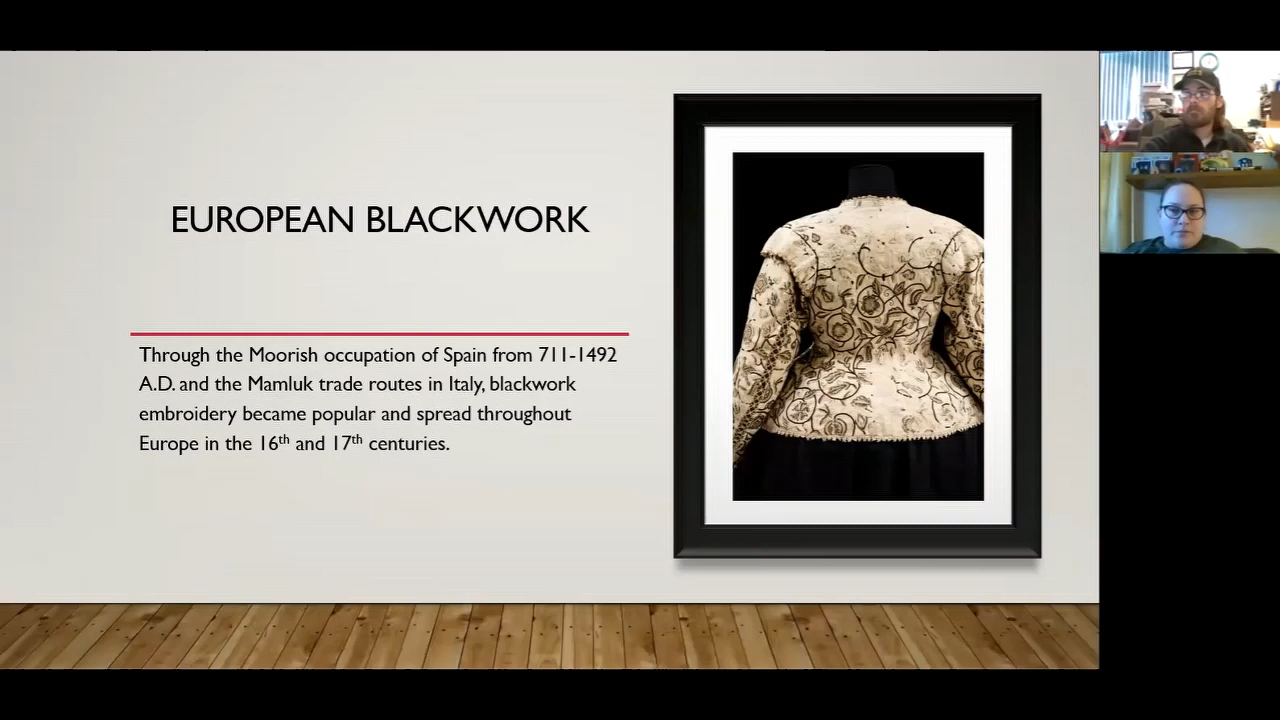 EUROPEAN BLACKWORK
Through the Moorish occupation of Spain from 711-1492
A.D. and the Mamluk trade routes in Italy, blackwork
embroidery became popular and spread throughout
Europe in the 16th and 17th centuries.